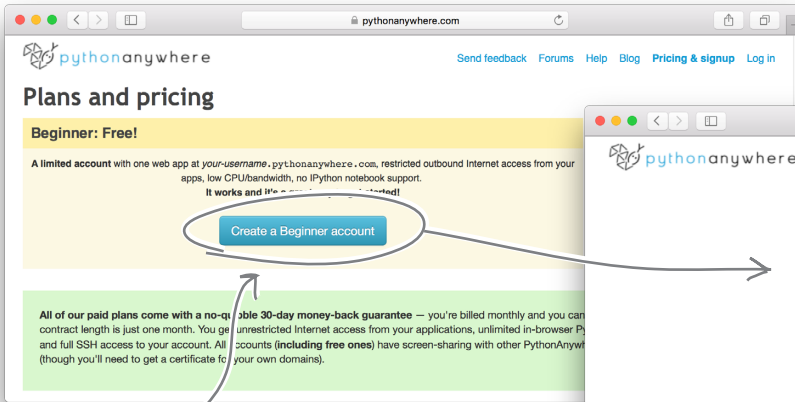 pythonanywhere.com
pythonanywhere
Send feedback Forums Help Blog Pricing & signup Log in
Plans and pricing
Beginner: Free!
A limited account with one web app at your-username.pythonanywhere.com, restricted outbound Internet access from your
apps, low CPU/bandwidth, no IPython notebook support.
It works and it's a started!
Create a Beginner account
All of our paid plans come with a no-quibble 30-day money-back guarantee — you're billed monthly and you can
contract length is just one month. You get unrestricted Internet access from your applications, unlimited in-browser Py
and full SSH access to your account. All accounts (including free ones) have screen-sharing with other PythonAnywh
(though you'll need to get a certificate for your own domains).
pythonanywhere